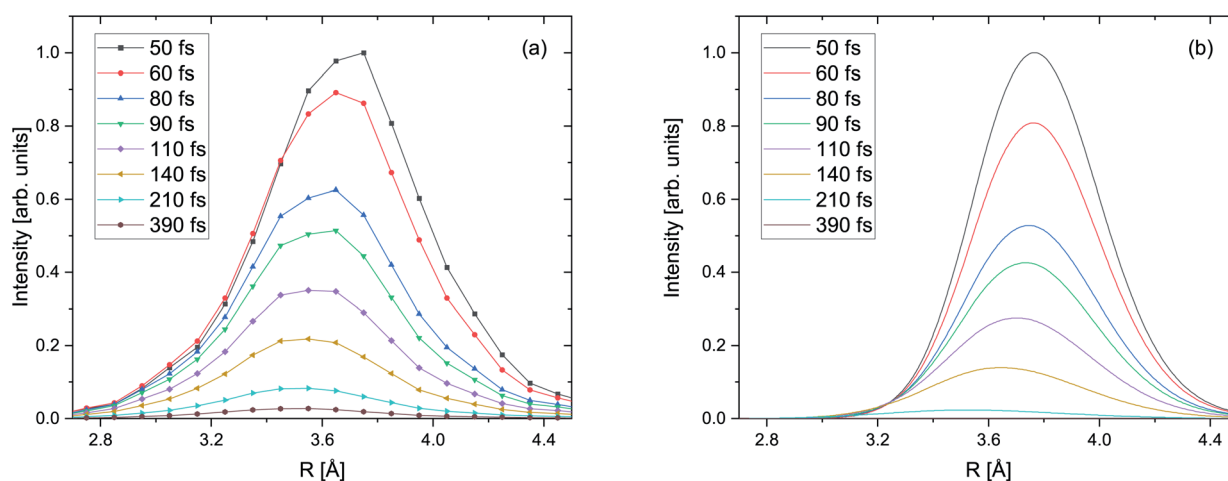 (a)
50 fs
60 fs
80 fs
90 fs
110 fs
140 fs
210 fs
390 fs
Intensity [arb. units]
1.0
0.8
0.6
0.4
0.2
0.0
2.8 3.2 3.6 4.0 4.4
R [Å]
(b)
50 fs
60 fs
80 fs
90 fs
110 fs
140 fs
210 fs
390 fs
Intensity [arb. units]
1.0
0.8
0.6
0.4
0.2
0.0
2.8 3.2 3.6 4.0 4.4
R [Å]